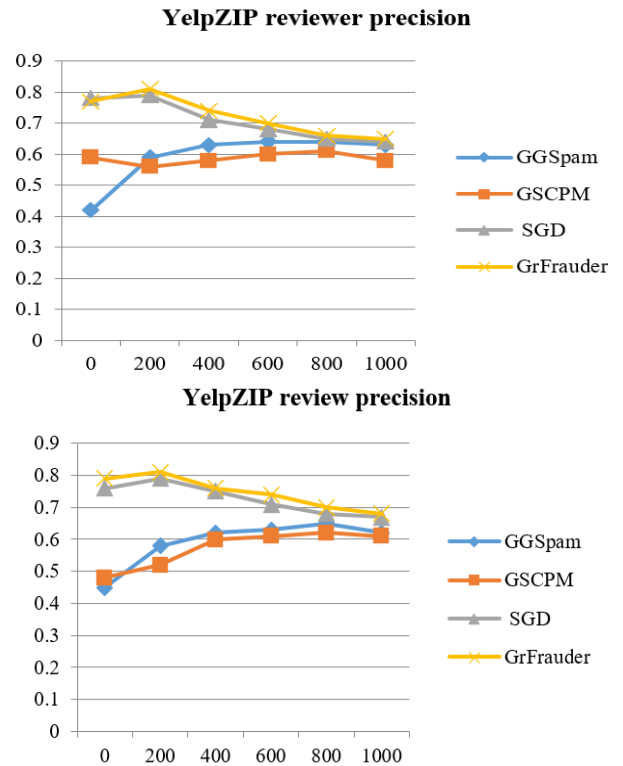 YelpZIP reviewer precision
0.9
0.8
0.7
0.6
0.5
0.4
0.3
0.2
0.1
0
0 200 400 600 800 1000
GGSpam
GSCPM
SGD
GrFrauder
YelpZIP review precision
0.9
0.8
0.7
0.6
0.5
0.4
0.3
0.2
0.1
0
0 200 400 600 800 1000
GGSpam
GSCPM
SGD
GrFrauder